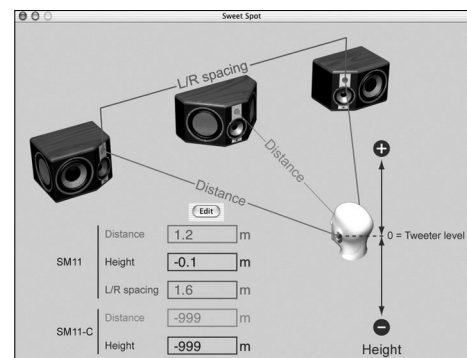 Sweet Spot
L/R spacing
Distance
Distance
Edit
0 = Tweeter level
SM11
Distance 1.2 m
Height -0.1 m
L/R spacing 1.6 m
SM11-C
Distance -999 m
Height -999 m
Height